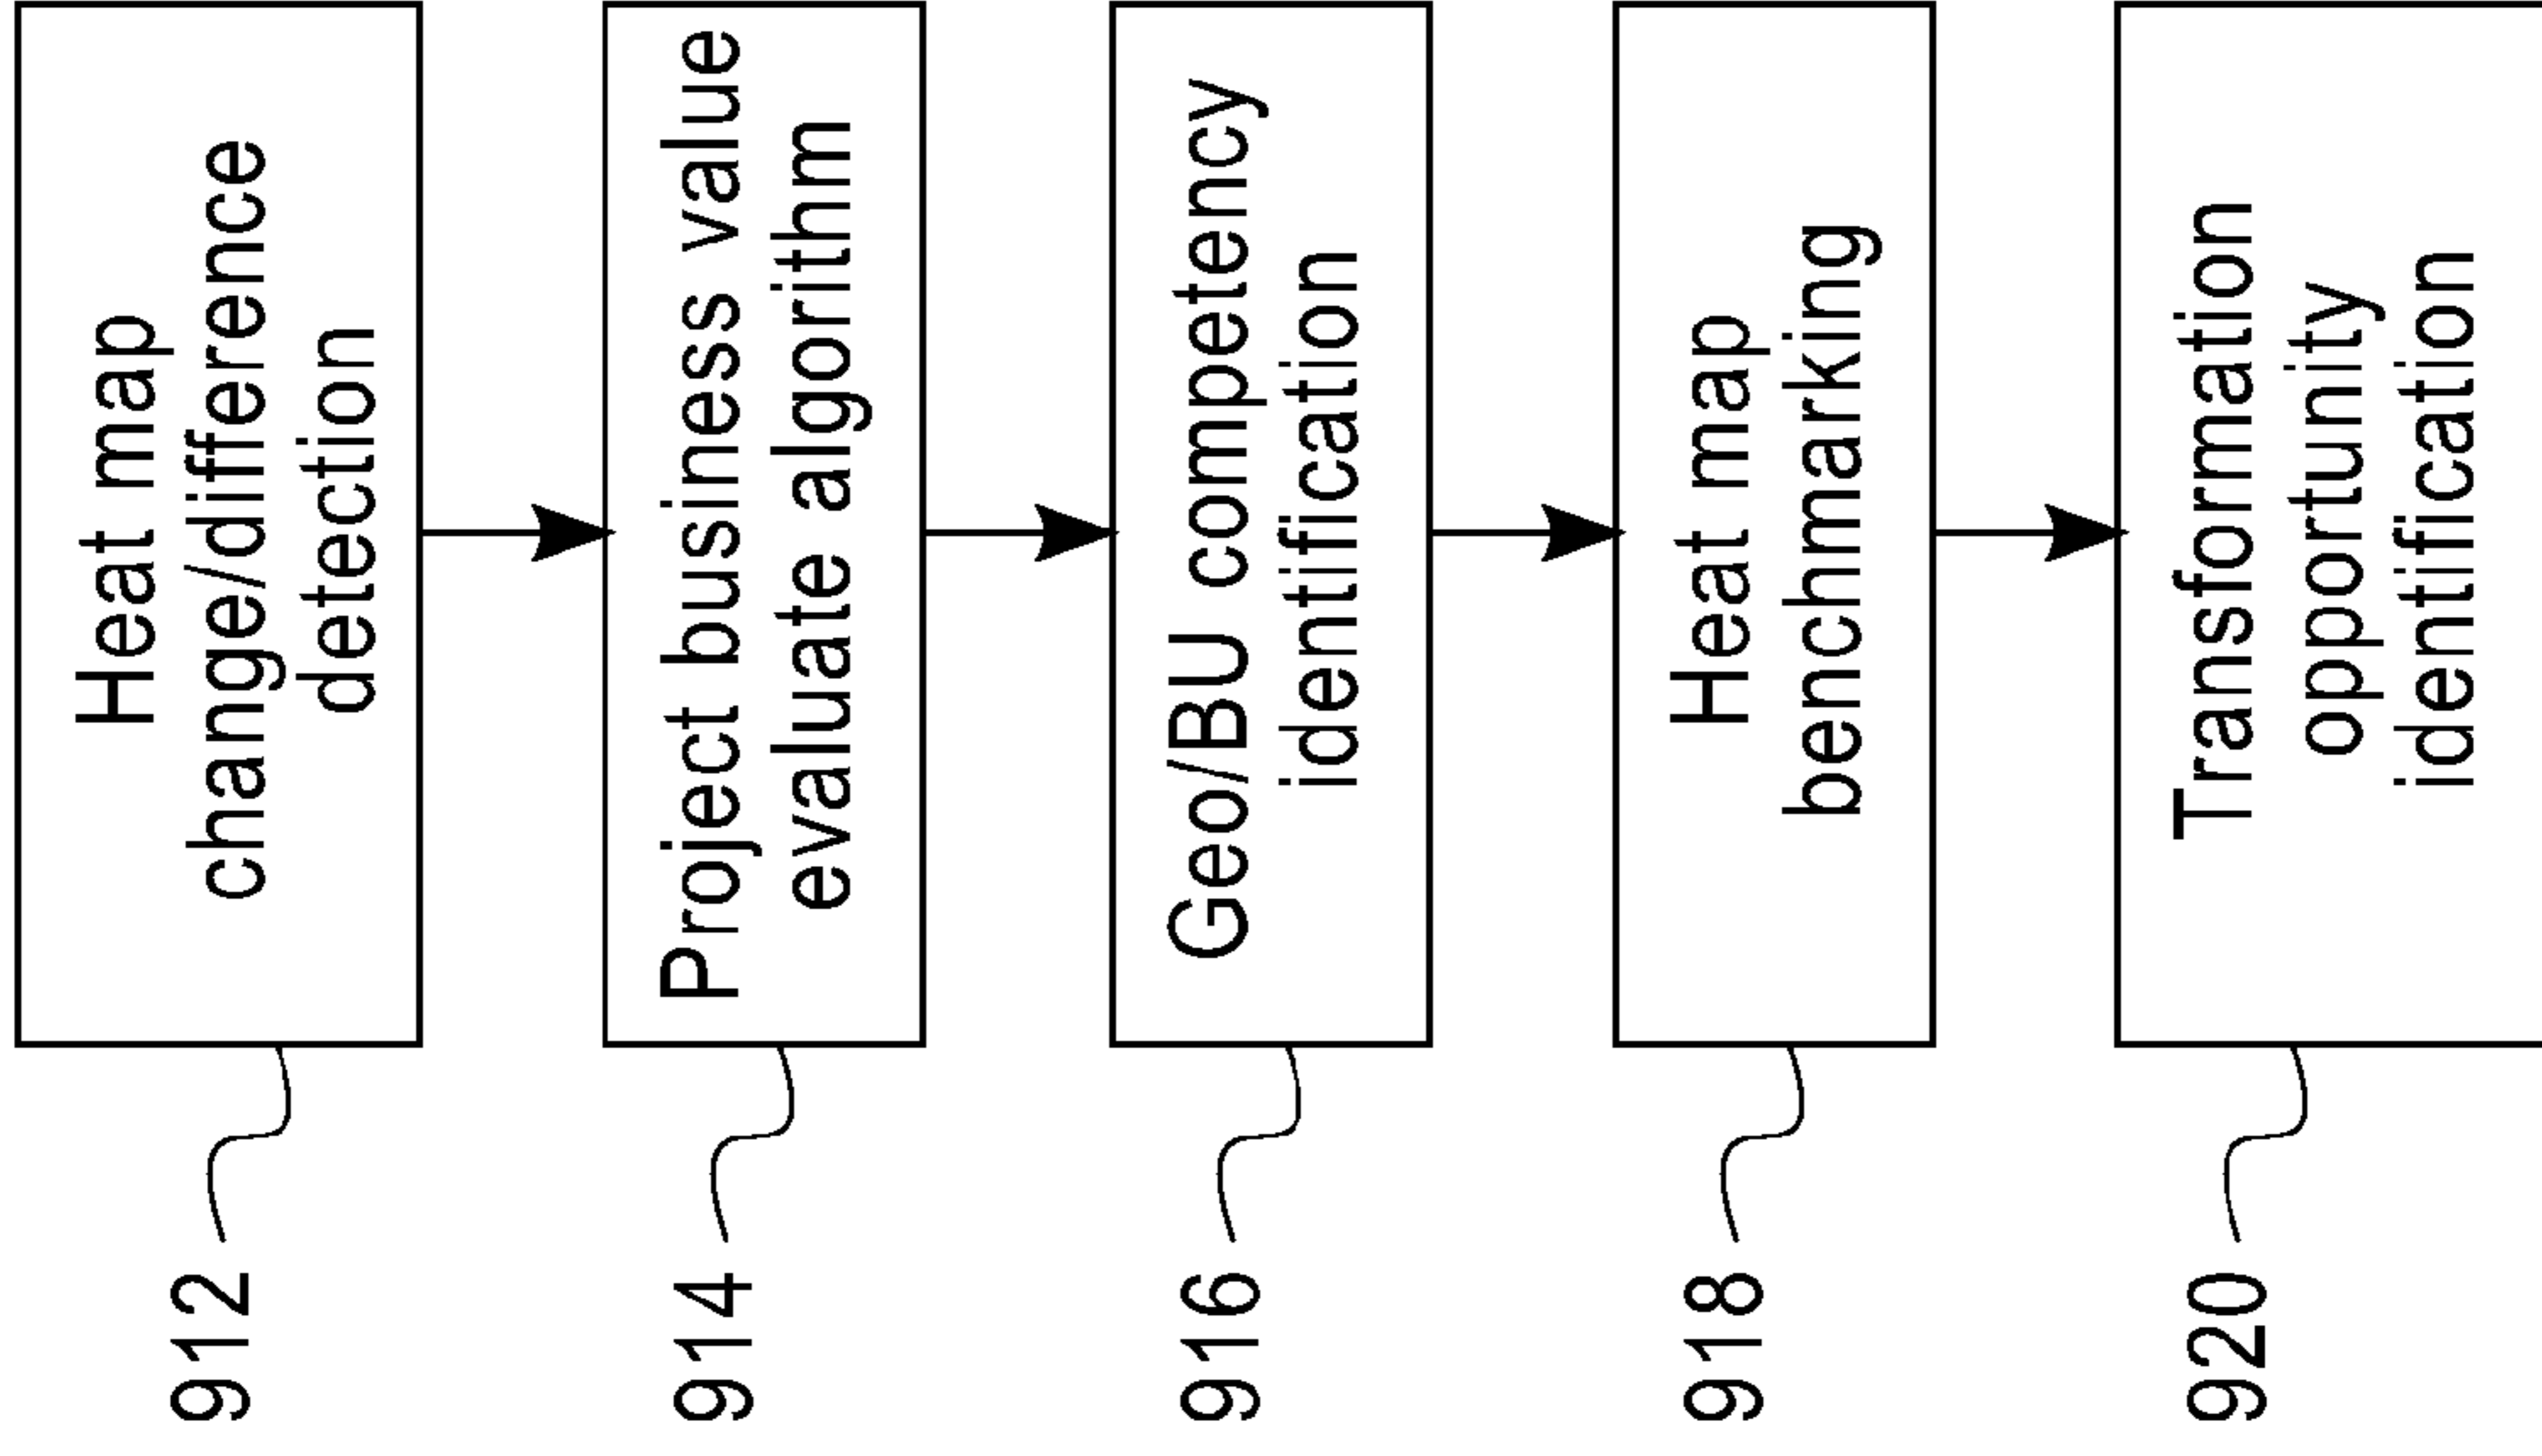 912
Heat map
change/difference
detection
914
Project business value
evaluate algorithm
916
Geo/BU competency
identification
918
Heat map
benchmarking
920
Transformation
opportunity
identification